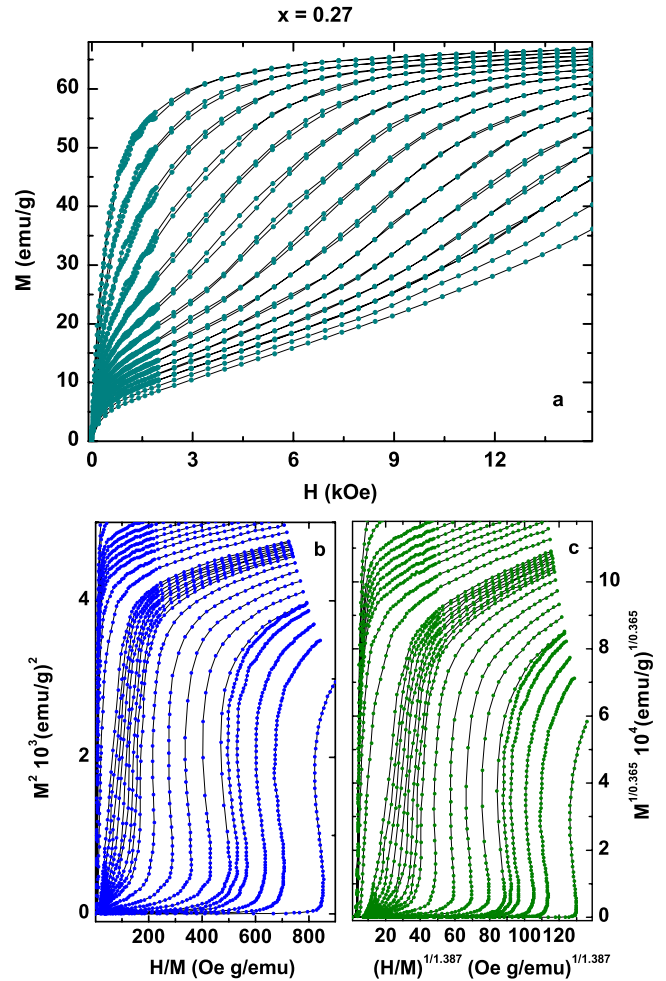 x = 0.27
60
50
40
30
20
10
0
M (emu/g)
a
0 3 6 9 12
H (kOe)
b
4
2
0
M² 10³(emu/g)²
200 400 600 800
H/M (Oe g/emu)
c
10
8
6
4
2
0
M^1/0.365 10⁴(emu/g)^1/0.365
20 40 60 80 100 120
(H/M)^1/1.387 (Oe g/emu)^1/1.387